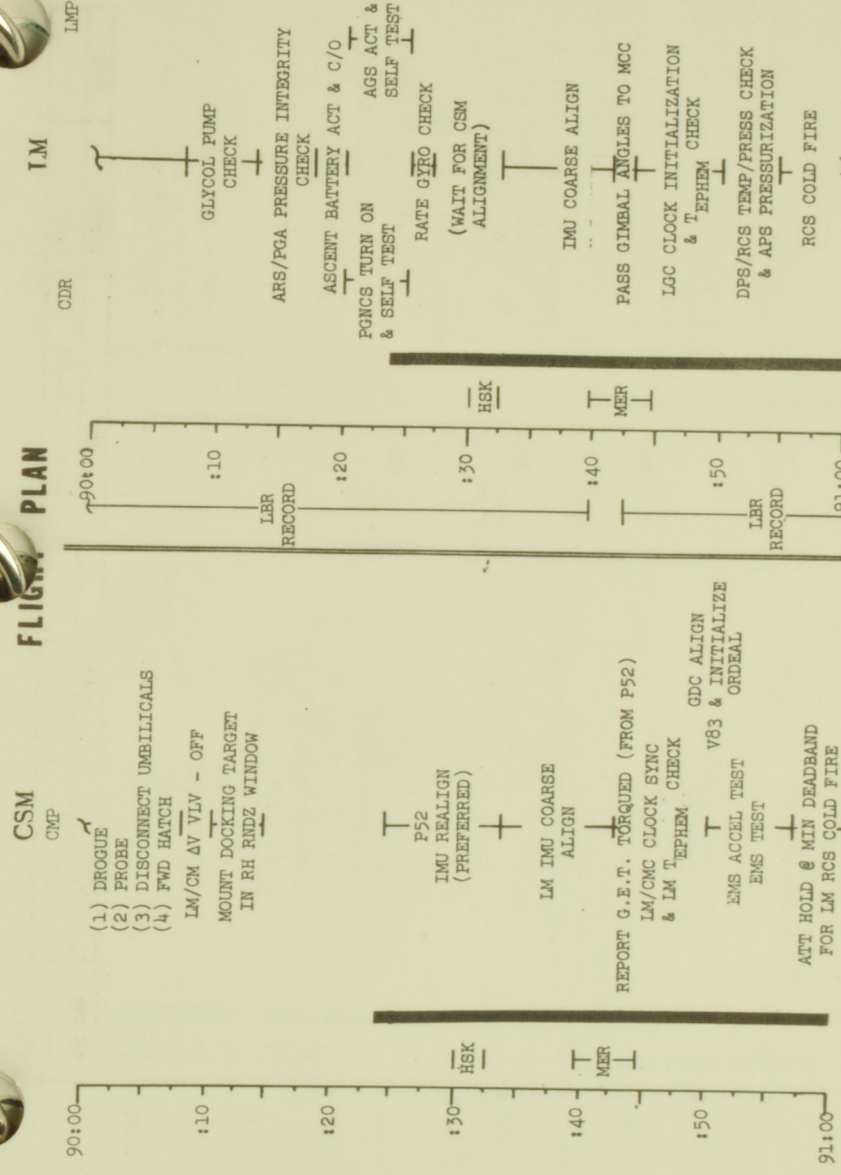 FLIGHT PLAN
CSM
CMP
90:00
:10
:20
:30
:40
:50
91:00
HSK
MER
(1) DROGUE
(2) PROBE
(3) DISCONNECT UMBILICALS
(4) FWD HATCH
LM/CM ΔV VLV - OFF
MOUNT DOCKING TARGET
IN RH RNDZ WINDOW
P52
IMU REALIGN
(PREFERRED)
LM IMU COARSE
ALIGN
REPORT G.E.T. TORQUED (FROM P52)
LM/CMC CLOCK SYNC
& LM TEPHEM CHECK
GDC ALIGN
V83 & INITIALIZE
ORDEAL
EMS ACCEL TEST
EMS TEST
ATT HOLD @ MIN DEADBAND
FOR LM RCS COLD FIRE
LBR
RECORD
LBR
RECORD
90:00
:10
:20
:30
:40
:50
91:00
HSK
MER
LM
CDR
LMP
GLYCOL PUMP
CHECK
ARS/PGA PRESSURE INTEGRITY
CHECK
ASCENT BATTERY ACT & C/O
PGNCS TURN ON
& SELF TEST
AGS ACT &
SELF TEST
RATE GYRO CHECK
(WAIT FOR CSM
ALIGNMENT)
IMU COARSE ALIGN
PASS GIMBAL ANGLES TO MCC
LGC CLOCK INITIALIZATION
& TEPHEM CHECK
DPS/RCS TEMP/PRESS CHECK
& APS PRESSURIZATION
RCS COLD FIRE